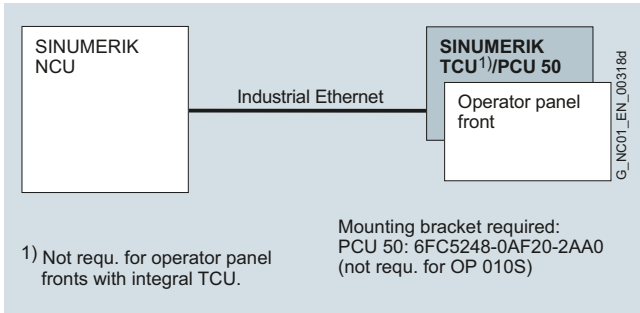 SINUMERIK
NCU
Industrial Ethernet
SINUMERIK
TCU1)/PCU 50
Operator panel
front
G_NC01_EN_00318d
1) Not requ. for operator panel
fronts with integral TCU.
Mounting bracket required:
PCU 50: 6FC5248-0AF20-2AA0
(not requ. for OP 010S)